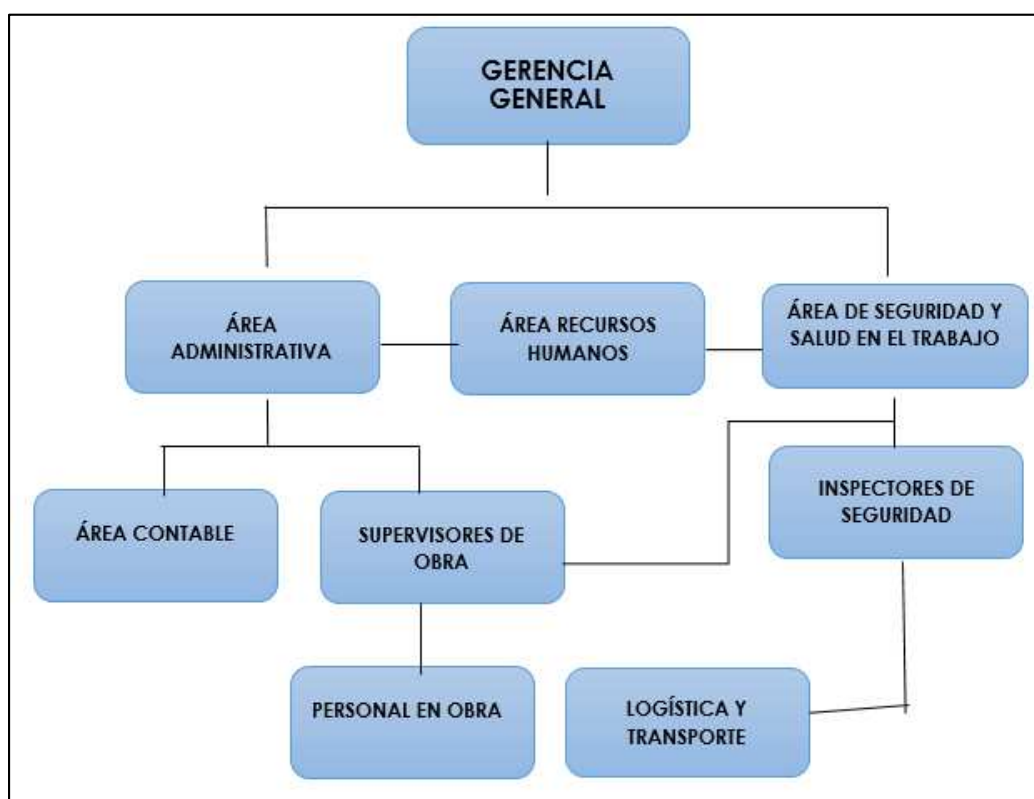 GERENCIA
GENERAL
ÁREA
ADMINISTRATIVA
ÁREA RECURSOS
HUMANOS
ÁREA DE SEGURIDAD Y
SALUD EN EL TRABAJO
ÁREA CONTABLE
SUPERVISORES DE
OBRA
INSPECTORES DE
SEGURIDAD
PERSONAL EN OBRA
LOGÍSTICA Y
TRANSPORTE